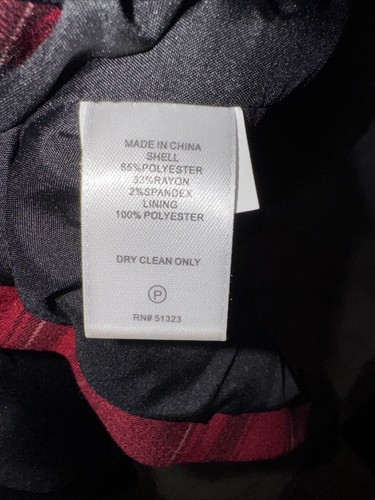 MADE IN CHINA
SHELL
65%POLYESTER
33%RAYON
2%SPANDEX
LINING
100% POLYESTER
DRY CLEAN ONLY
P
RN# 51323